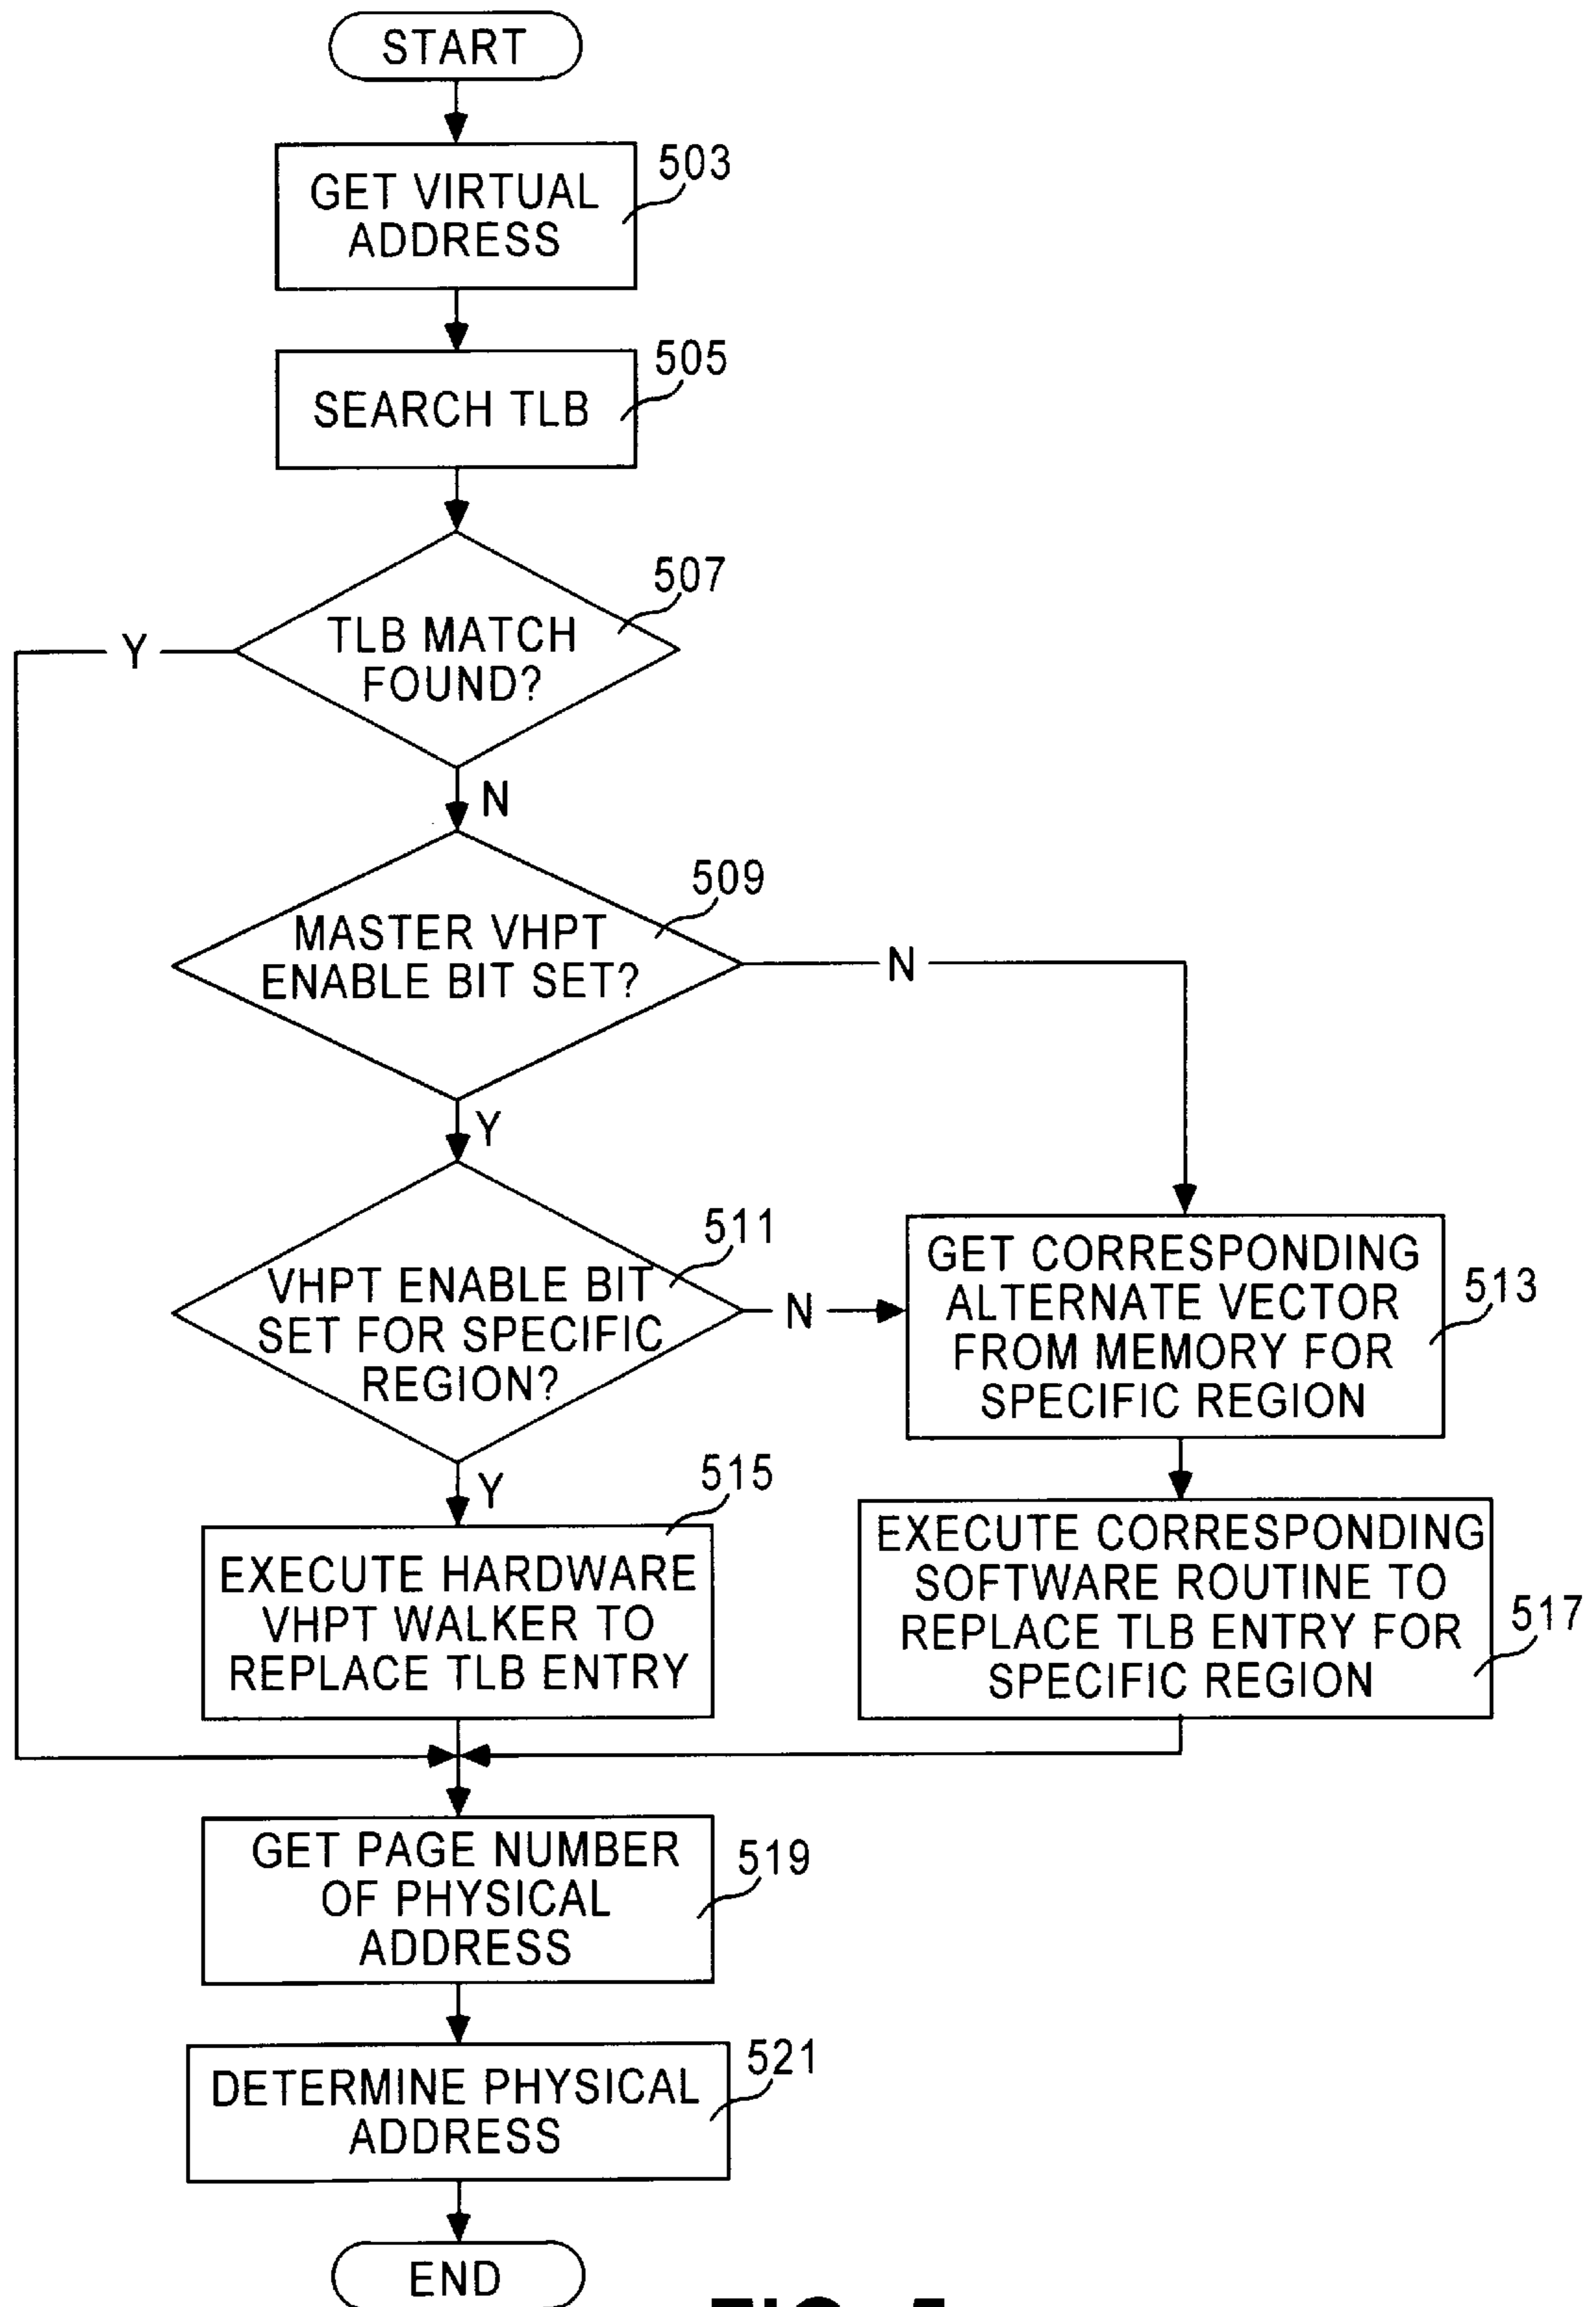 START
503
GET VIRTUAL
ADDRESS
505
SEARCH TLB
507
TLB MATCH
FOUND?
Y
N
509
MASTER VHPT
ENABLE BIT SET?
N
Y
511
VHPT ENABLE BIT
SET FOR SPECIFIC
REGION?
N
GET CORRESPONDING
ALTERNATE VECTOR
FROM MEMORY FOR
SPECIFIC REGION
513
Y
515
EXECUTE HARDWARE
VHPT WALKER TO
REPLACE TLB ENTRY
EXECUTE CORRESPONDING
SOFTWARE ROUTINE TO
REPLACE TLB ENTRY FOR
SPECIFIC REGION
517
GET PAGE NUMBER
OF PHYSICAL
ADDRESS
519
DETERMINE PHYSICAL
ADDRESS
521
END